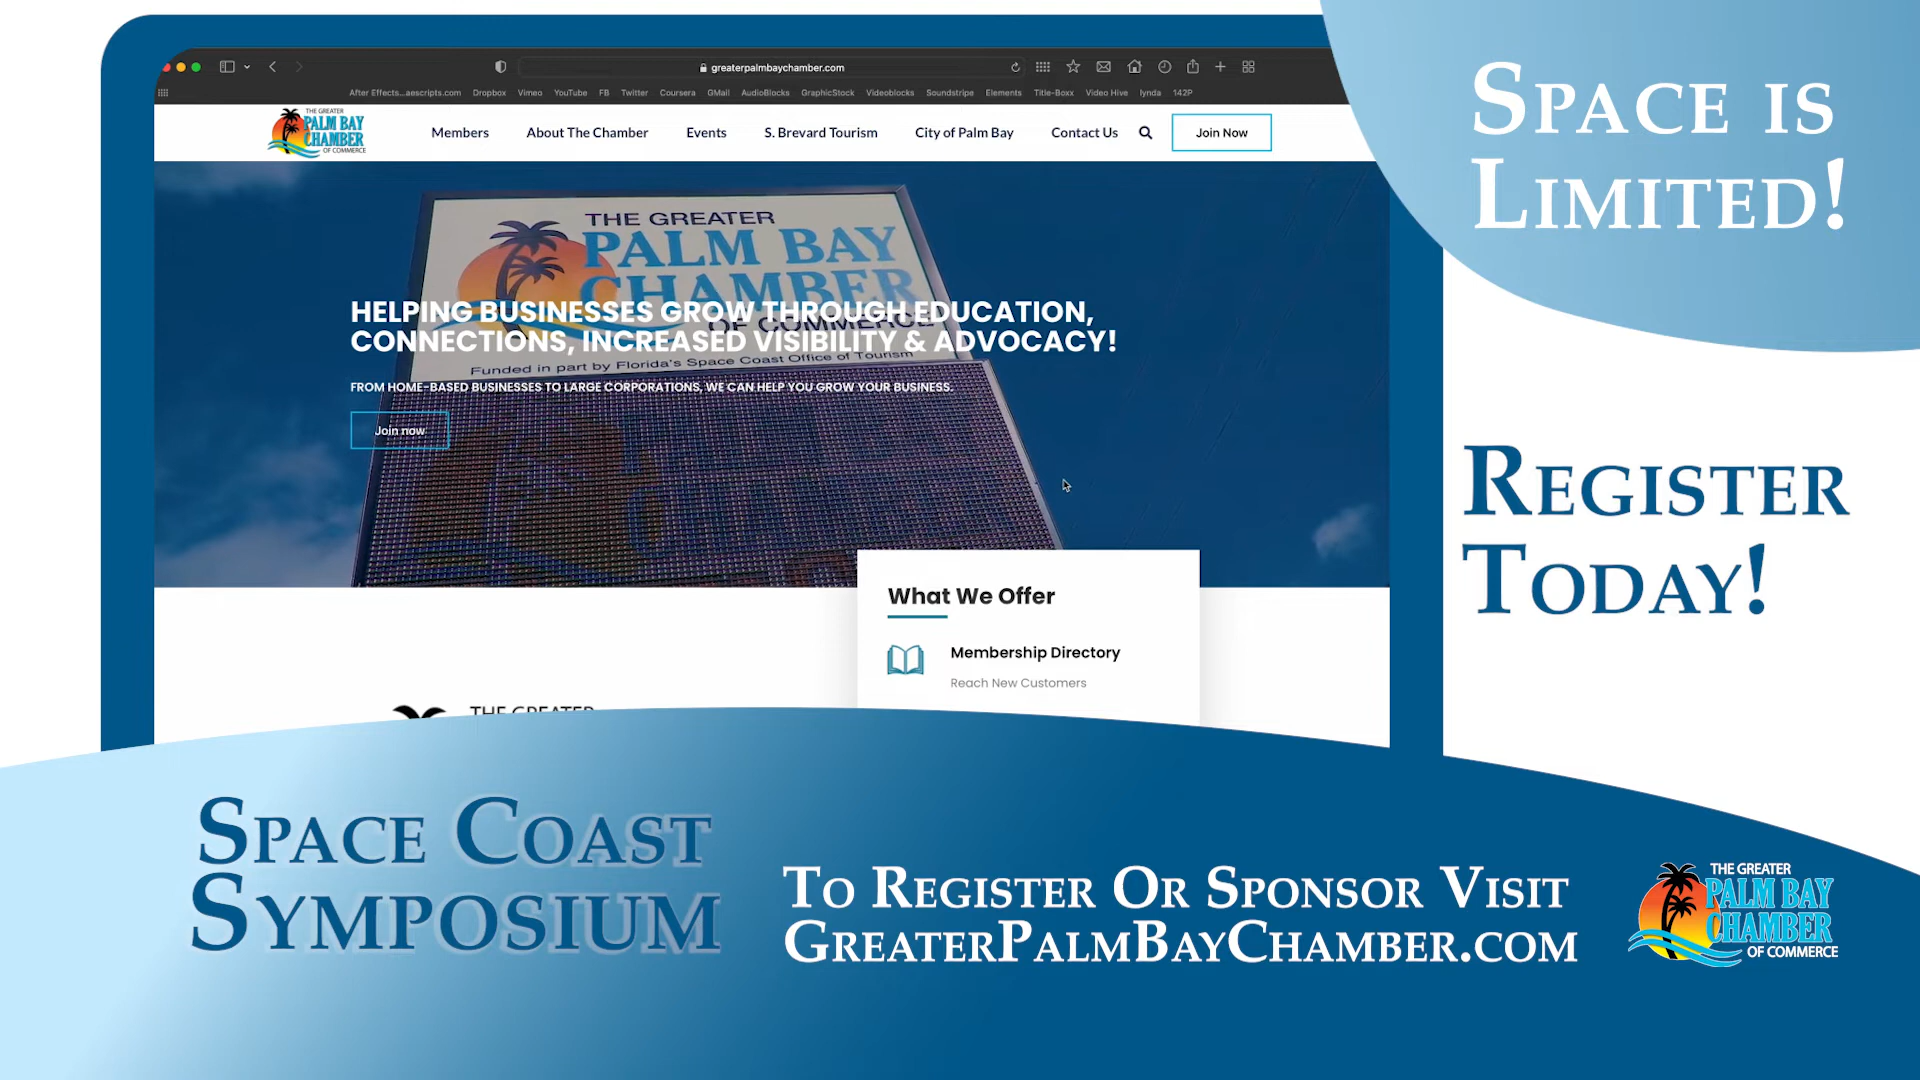 greaterpalmbaychamber.com
After Effects...aescripts.com Dropbox Vimeo YouTube FB Twitter Coursera GMail AudioBlocks GraphicStock Videoblocks Soundstripe Elements Title-Boxx Video Hive lynda 142P
THE GREATER
PALM BAY
CHAMBER
OF COMMERCE
Members About The Chamber Events S. Brevard Tourism City of Palm Bay Contact Us Join Now
THE GREATER
PALM BAY
CHAMBER
OF COMMERCE
Funded in part by Florida's Space Coast Office of Tourism
HELPING BUSINESSES GROW THROUGH EDUCATION,
CONNECTIONS, INCREASED VISIBILITY & ADVOCACY!
FROM HOME-BASED BUSINESSES TO LARGE CORPORATIONS, WE CAN HELP YOU GROW YOUR BUSINESS.
Join now
What We Offer
Membership Directory
Reach New Customers
THE GREATER
SPACE IS
LIMITED!
REGISTER
TODAY!
SPACE COAST
SYMPOSIUM
TO REGISTER OR SPONSOR VISIT
GREATERPALMBAYCHAMBER.COM
THE GREATER
PALM BAY
CHAMBER
OF COMMERCE